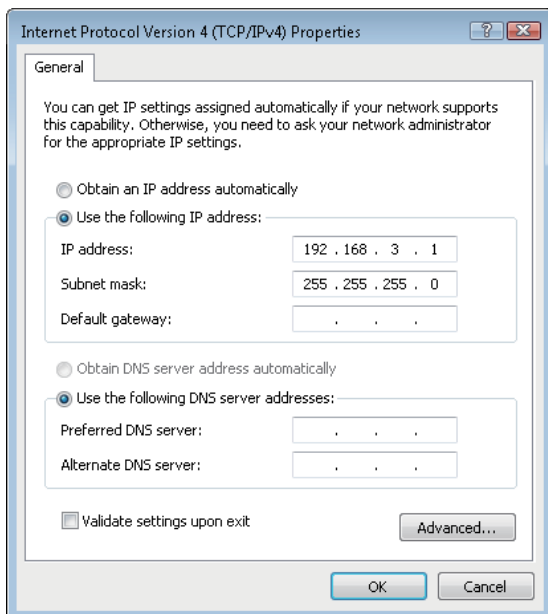 Internet Protocol Version 4 (TCP/IPv4) Properties
General
You can get IP settings assigned automatically if your network supports
this capability. Otherwise, you need to ask your network administrator
for the appropriate IP settings.
Obtain an IP address automatically
Use the following IP address:
IP address: 192 . 168 . 3 . 1
Subnet mask: 255 . 255 . 255 . 0
Default gateway: . . .
Obtain DNS server address automatically
Use the following DNS server addresses:
Preferred DNS server: . . .
Alternate DNS server: . . .
Validate settings upon exit
Advanced...
OK Cancel